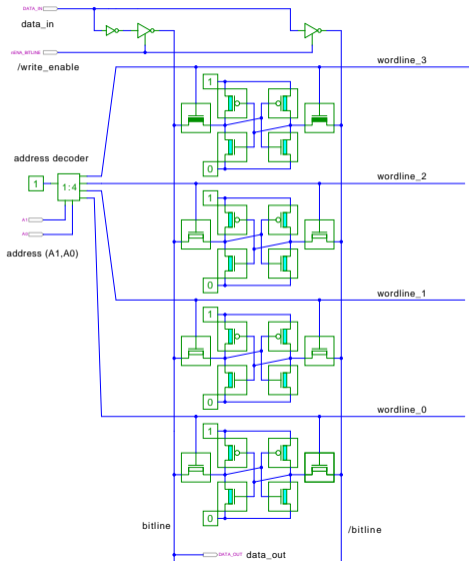 DATA_IN
data_in
nENA_BITLINE
/write_enable
wordline_3
1
0
address decoder
1
1:4
wordline_2
1
A1
A0
address (A1,A0)
0
wordline_1
1
0
wordline_0
1
0
bitline
/bitline
DATA_OUT
data_out